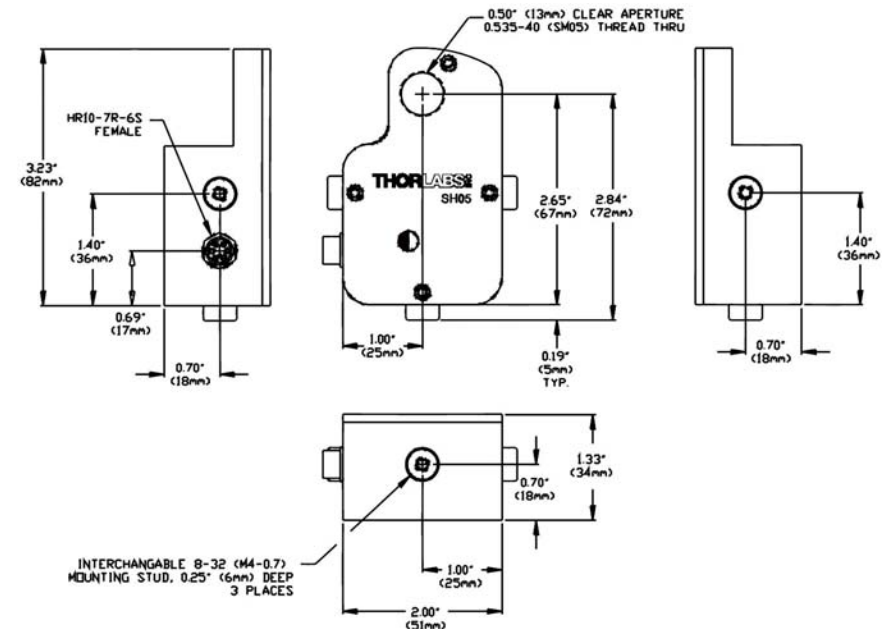 0.50" (13mm) CLEAR APERTURE
0.535-40 (SM05) THREAD THRU
HR10-7R-6S
FEMALE
3.23"
(82mm)
1.40"
(36mm)
0.69"
(17mm)
0.70"
(18mm)
THORLABS
SH05
2.65"
(67mm)
2.84"
(72mm)
1.00"
(25mm)
0.19"
(5mm)
TYP.
1.40"
(36mm)
0.70"
(18mm)
1.33"
(34mm)
0.70"
(18mm)
INTERCHANGABLE 8-32 (M4-0.7)
MOUNTING STUD, 0.25" (6mm) DEEP
3 PLACES
1.00"
(25mm)
2.00"
(51mm)